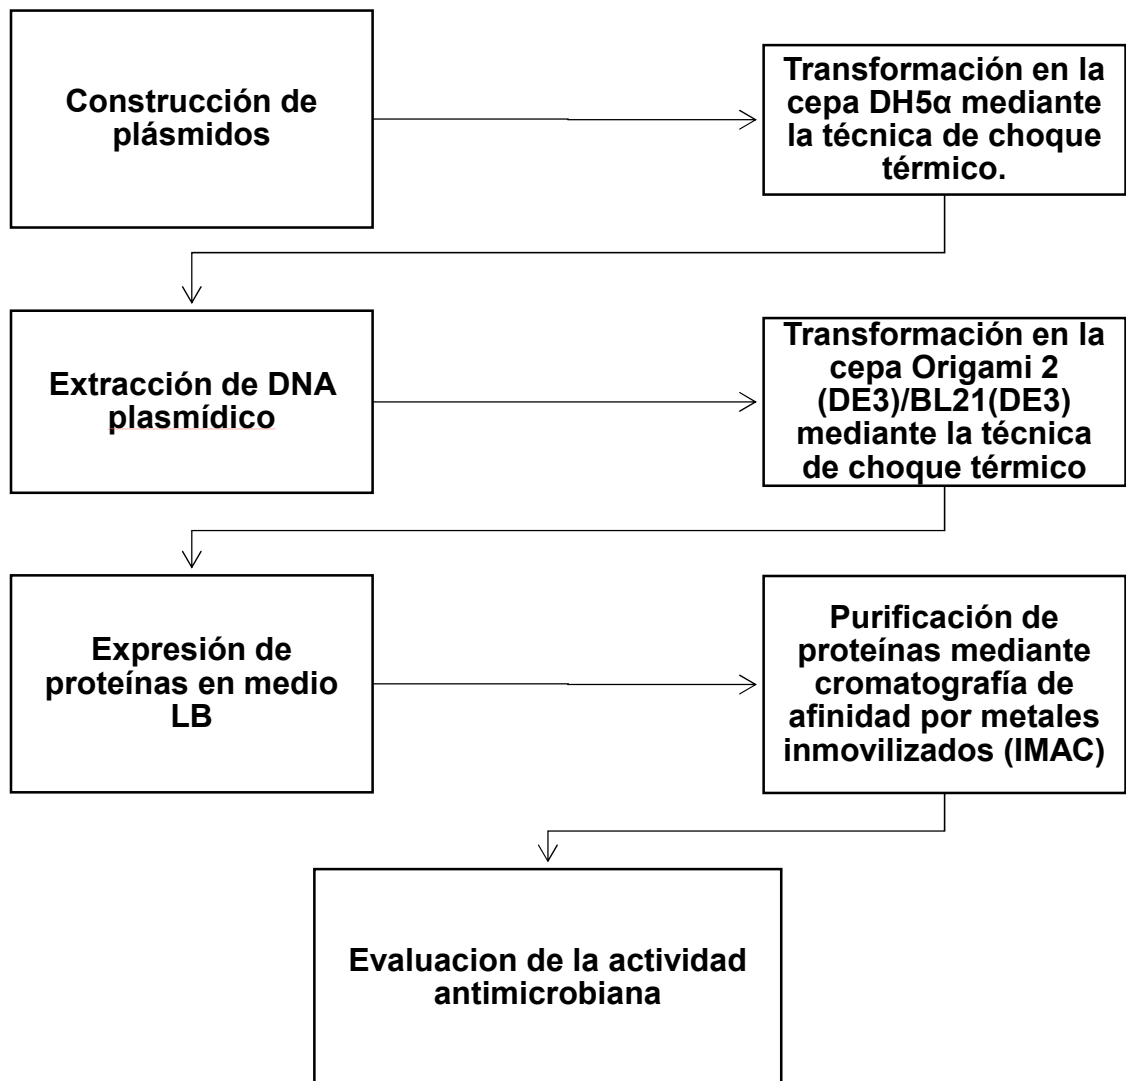 Construcción de
plásmidos
Transformación en la
cepa DH5α mediante
la técnica de choque
térmico.
Extracción de DNA
plasmídico
Transformación en la
cepa Origami 2
(DE3)/BL21(DE3)
mediante la técnica
de choque térmico
Expresión de
proteínas en medio
LB
Purificación de
proteínas mediante
cromatografía de
afinidad por metales
inmovilizados (IMAC)
Evaluacion de la actividad
antimicrobiana